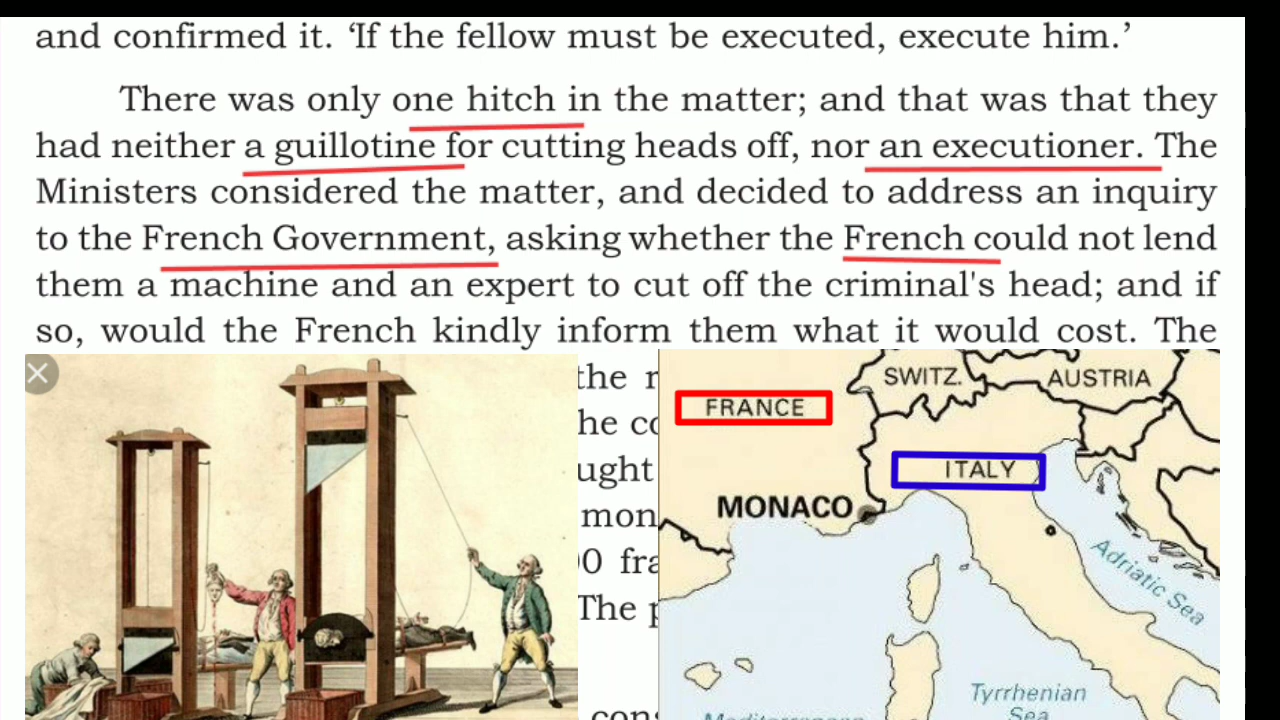 and confirmed it. ‘If the fellow must be executed, execute him.’
There was only one hitch in the matter; and that was that they
had neither a guillotine for cutting heads off, nor an executioner. The
Ministers considered the matter, and decided to address an inquiry
to the French Government, asking whether the French could not lend
them a machine and an expert to cut off the criminal's head; and if
so, would the French kindly inform them what it would cost. The
the
fra
The
SWITZ.
AUSTRIA
FRANCE
ITALY
MONACO
Adriatic Sea
Tyrrhenian
Sea